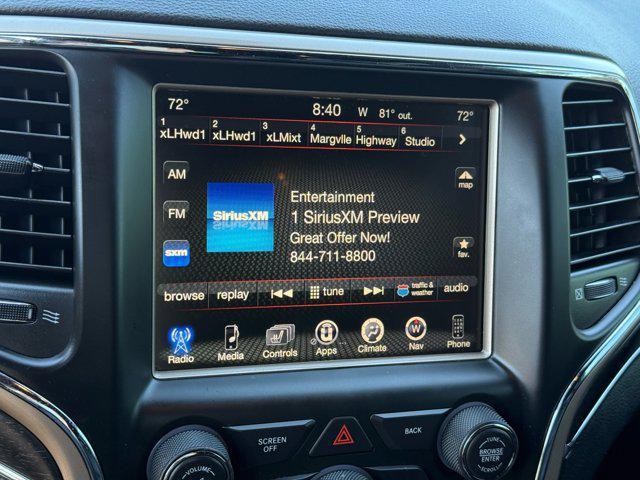 72° 8:40 W 81° out. 72°
1 2 3 4 5 6
xLHwd1 xLHwd1 xLMixt Margvlle Highway Studio
AM
FM
sxm
SiriusXM
Entertainment
1 SiriusXM Preview
Great Offer Now!
844-711-8800
map
fav.
browse replay tune traffic & weather audio
Radio Media Controls Apps Climate Nav Phone
W
SCREEN OFF
BACK
VOLUME
TUNE
BROWSE
ENTER
SCROLL